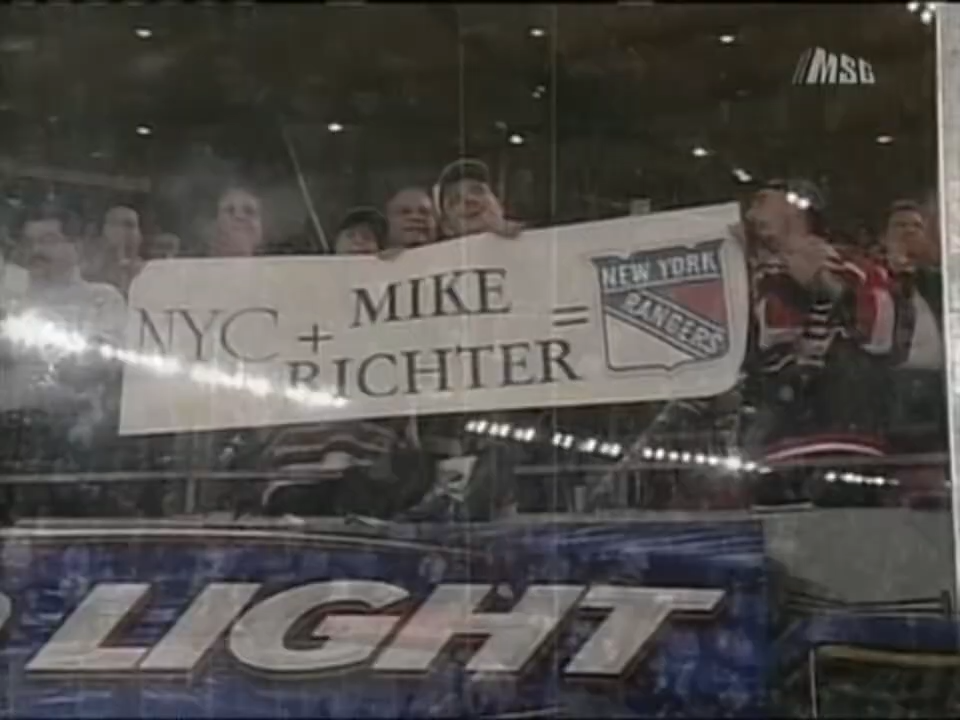 MSG
NYC + MIKE RICHTER =
NEW YORK
RANGERS
LIGHT